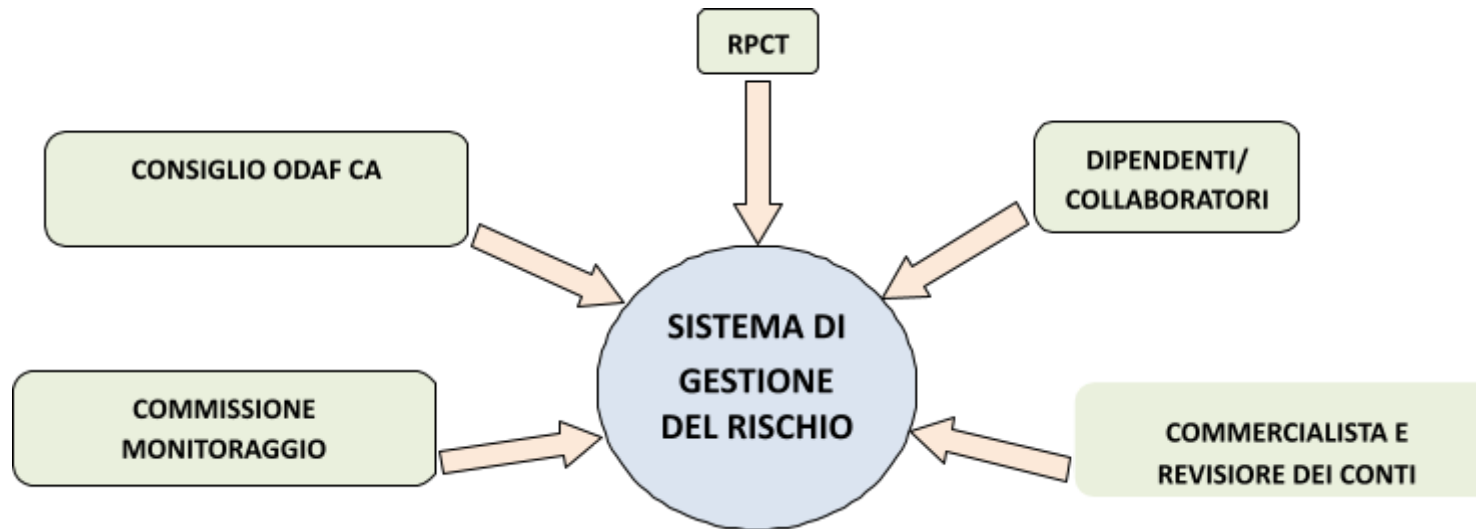 RPCT
CONSIGLIO ODAF CA
DIPENDENTI/
COLLABORATORI
SISTEMA DI
GESTIONE
DEL RISCHIO
COMMISSIONE
MONITORAGGIO
COMMERCIALISTA E
REVISIORE DEI CONTI